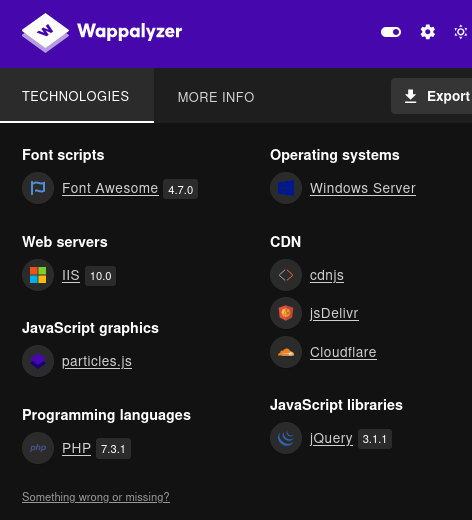 Wappalyzer
TECHNOLOGIES
MORE INFO
Export
Font scripts
Font Awesome 4.7.0
Web servers
IIS 10.0
JavaScript graphics
particles.js
Programming languages
php PHP 7.3.1
Operating systems
Windows Server
CDN
cdnjs
jsDelivr
Cloudflare
JavaScript libraries
jQuery 3.1.1
Something wrong or missing?